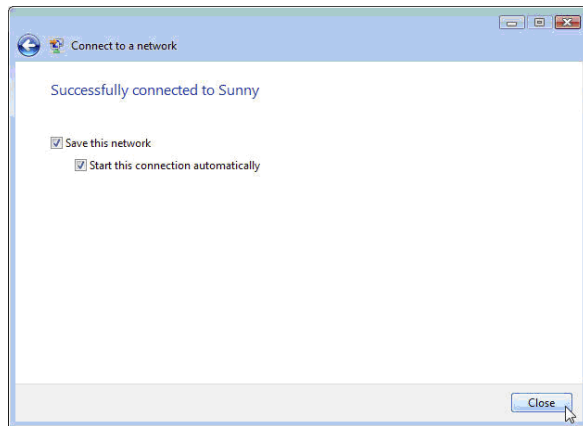 Connect to a network
Successfully connected to Sunny
Save this network
Start this connection automatically
Close